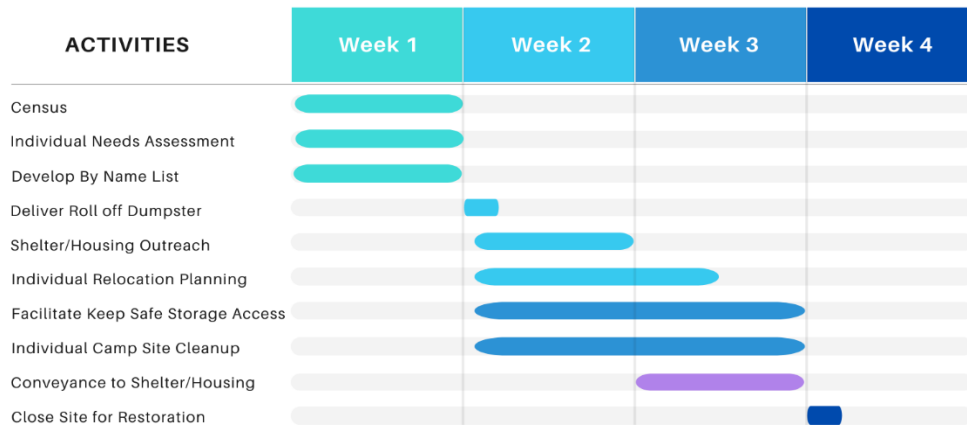 ACTIVITIES Week 1 Week 2 Week 3 Week 4
Census
Individual Needs Assessment
Develop By Name List
Deliver Roll off Dumpster
Shelter/Housing Outreach
Individual Relocation Planning
Facilitate Keep Safe Storage Access
Individual Camp Site Cleanup
Conveyance to Shelter/Housing
Close Site for Restoration